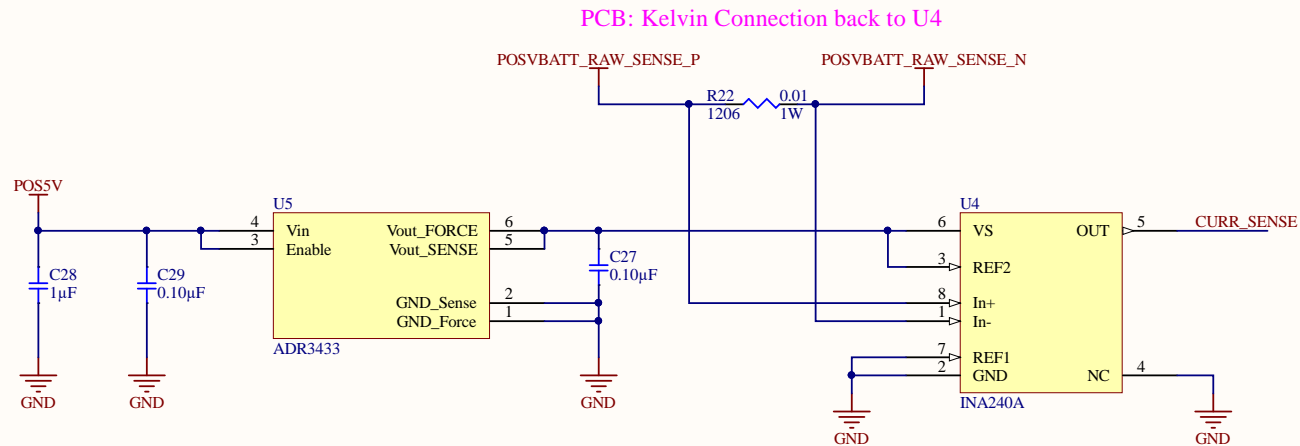 PCB: Kelvin Connection back to U4
POSVBATT_RAW_SENSE_P
POSVBATT_RAW_SENSE_N
R22
0.01
1206
1W
POS5V
U5
U4
4
Vin
Vout_FORCE
6
3
Enable
Vout_SENSE
5
GND_Sense
2
GND_Force
1
ADR3433
C28
1µF
C29
0.10µF
C27
0.10µF
6
VS
OUT
5
CURR_SENSE
3
REF2
8
In+
1
In-
7
REF1
2
GND
NC
4
INA240A
GND
GND
GND
GND
GND